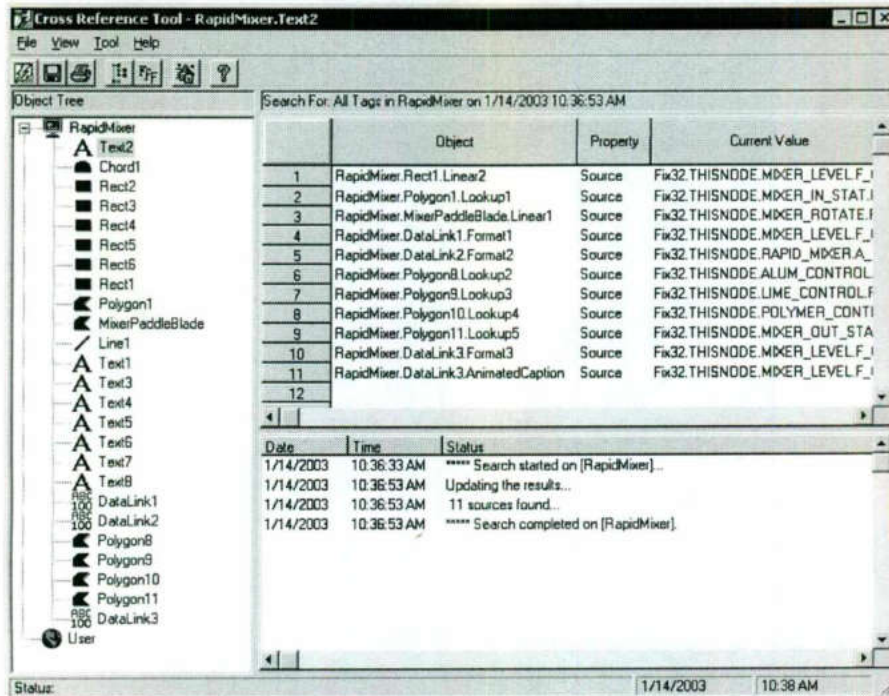 Cross Reference Tool - RapidMixer.Text2
File View Tool Help
Object Tree
RapidMixer
A Text2
Chord1
Rect2
Rect3
Rect4
Rect5
Rect6
Rect1
Polygon1
MixerPaddleBlade
Line1
A Text1
A Text3
A Text4
A Text5
A Text6
A Text7
A Text8
ABC 100 DataLink1
ABC 100 DataLink2
Polygon8
Polygon9
Polygon10
Polygon11
ABC 100 DataLink3
User
Search For: All Tags in RapidMixer on 1/14/2003 10:36:53 AM
Object Property Current Value
1 RapidMixer.Rect1.Linear2 Source Fix32.THISNODE.MIXER_LEVEL.F_
2 RapidMixer.Polygon1.Lookup1 Source Fix32.THISNODE.MIXER_IN_STAT.
3 RapidMixer.MixerPaddleBlade.Linear1 Source Fix32.THISNODE.MIXER_ROTATE.F
4 RapidMixer.DataLink1.Format1 Source Fix32.THISNODE.MIXER_LEVEL.F_
5 RapidMixer.DataLink2.Format2 Source Fix32.THISNODE.RAPID_MIXER.A_
6 RapidMixer.Polygon8.Lookup2 Source Fix32.THISNODE.ALUM_CONTROL.
7 RapidMixer.Polygon9.Lookup3 Source Fix32.THISNODE.LIME_CONTROL.F
8 RapidMixer.Polygon10.Lookup4 Source Fix32.THISNODE.POLYMER_CONT
9 RapidMixer.Polygon11.Lookup5 Source Fix32.THISNODE.MIXER_OUT_STA
10 RapidMixer.DataLink3.Format3 Source Fix32.THISNODE.MIXER_LEVEL.F_
11 RapidMixer.DataLink3.AnimatedCaption Source Fix32.THISNODE.MIXER_LEVEL.F_
12
Date Time Status
1/14/2003 10:36:33 AM ***** Search started on [RapidMixer]...
1/14/2003 10:36:53 AM Updating the results...
1/14/2003 10:36:53 AM 11 sources found...
1/14/2003 10:36:53 AM ***** Search completed on [RapidMixer].
Status: 1/14/2003 10:38 AM